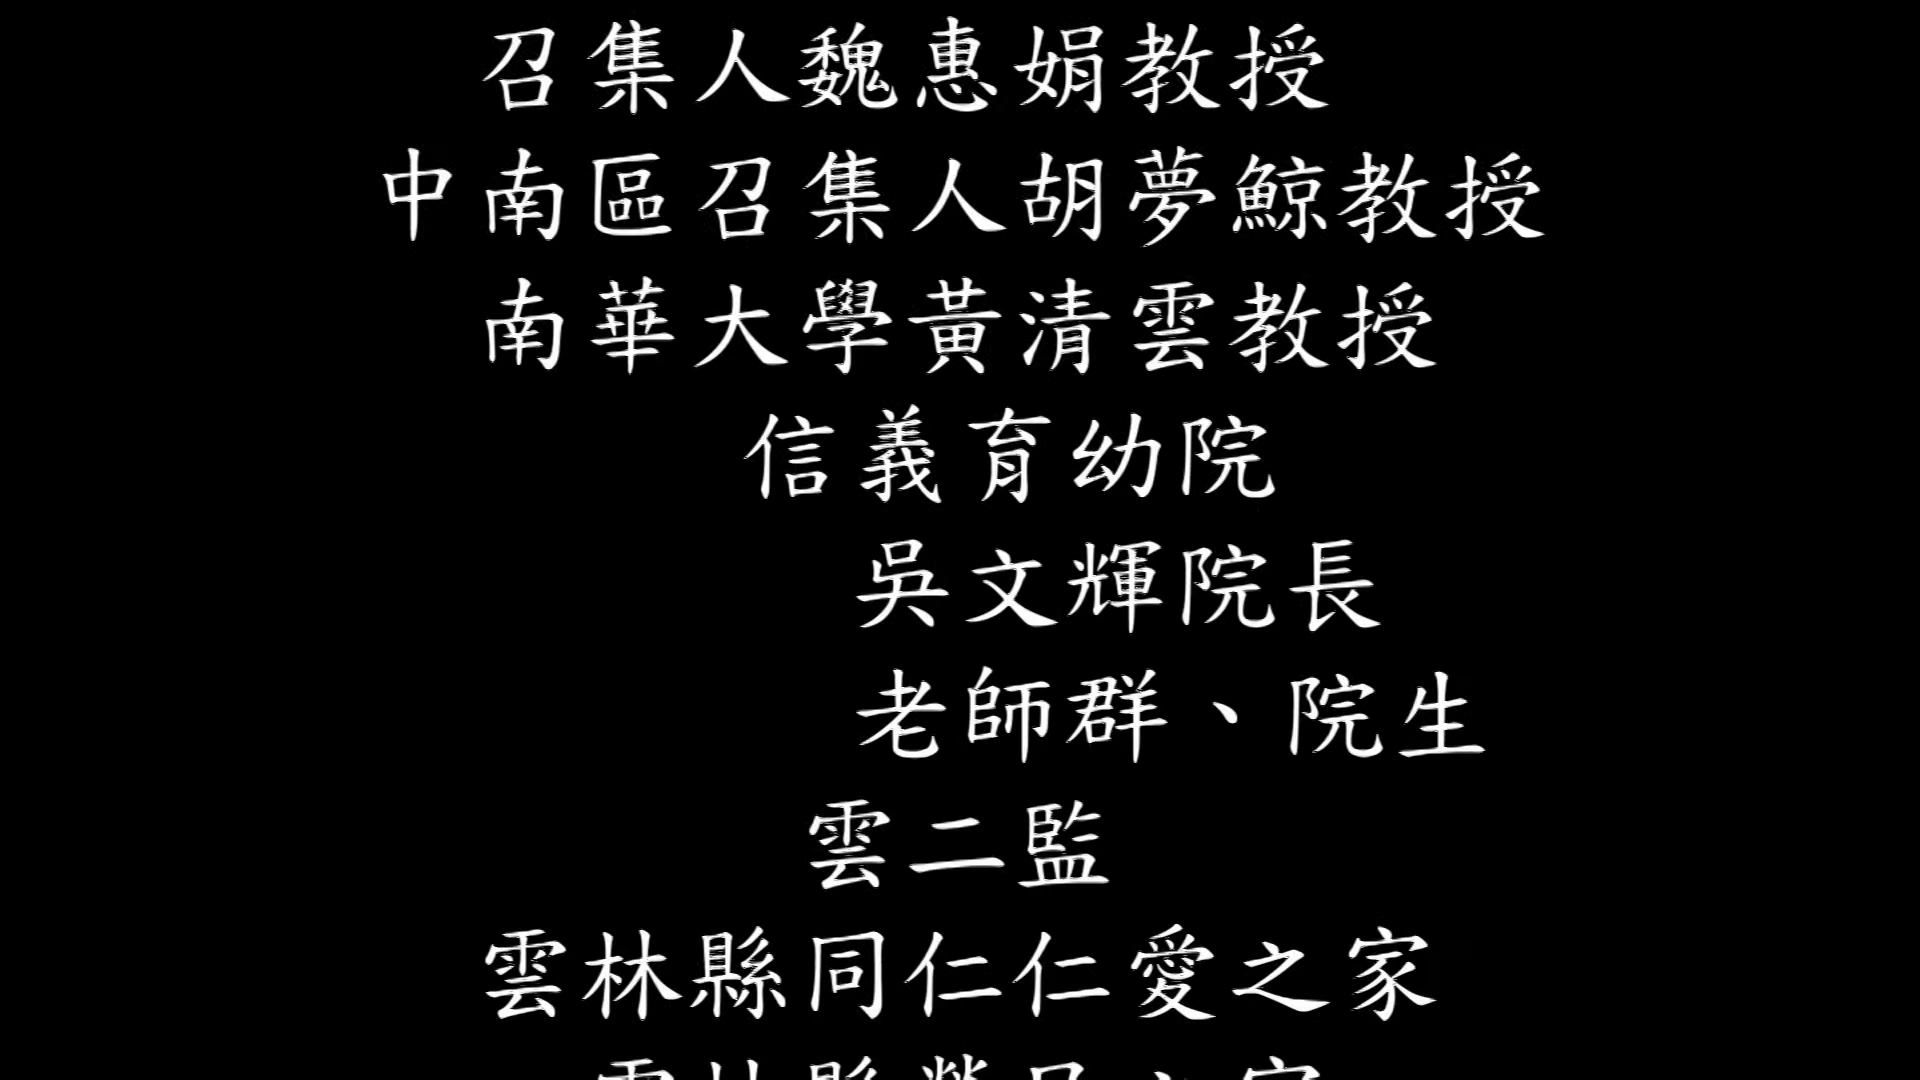 召集人魏惠娟教授
中南區召集人胡夢鯨教授
南華大學黃清雲教授
信義育幼院
吳文輝院長
老師群、院生
雲二監
雲林縣同仁仁愛之家